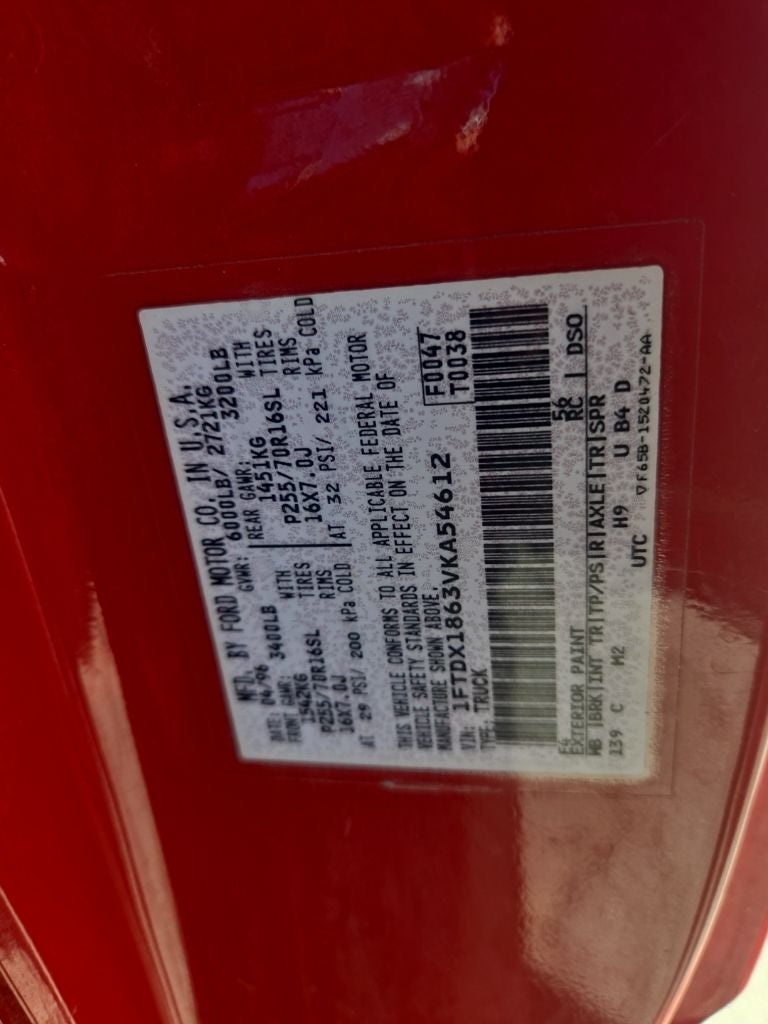 MFD. BY FORD MOTOR CO. IN U.S.A.
DATE: 04/96 GVWR: 6000LB/ 2721KG
FRONT GAWR: 3400LB REAR GAWR: 3200LB
1542KG WITH 1451KG WITH
P255/70R16SL TIRES P255/70R16SL TIRES
16X7.0J RIMS 16X7.0J RIMS
AT 29 PSI/ 200 kPa COLD AT 32 PSI/ 221 kPa COLD
THIS VEHICLE CONFORMS TO ALL APPLICABLE FEDERAL MOTOR
VEHICLE SAFETY STANDARDS IN EFFECT ON THE DATE OF
MANUFACTURE SHOWN ABOVE.
VIN: 1FTDX1863VKA54612 F0047
TYPE: TRUCK T0038
E4 56
EXTERIOR PAINT RC DSO
WB BRK INT TR TP/PS R AXLE TR SPR
139 C M2 H9 U B4 D
UTC VF65B-1520472-AA